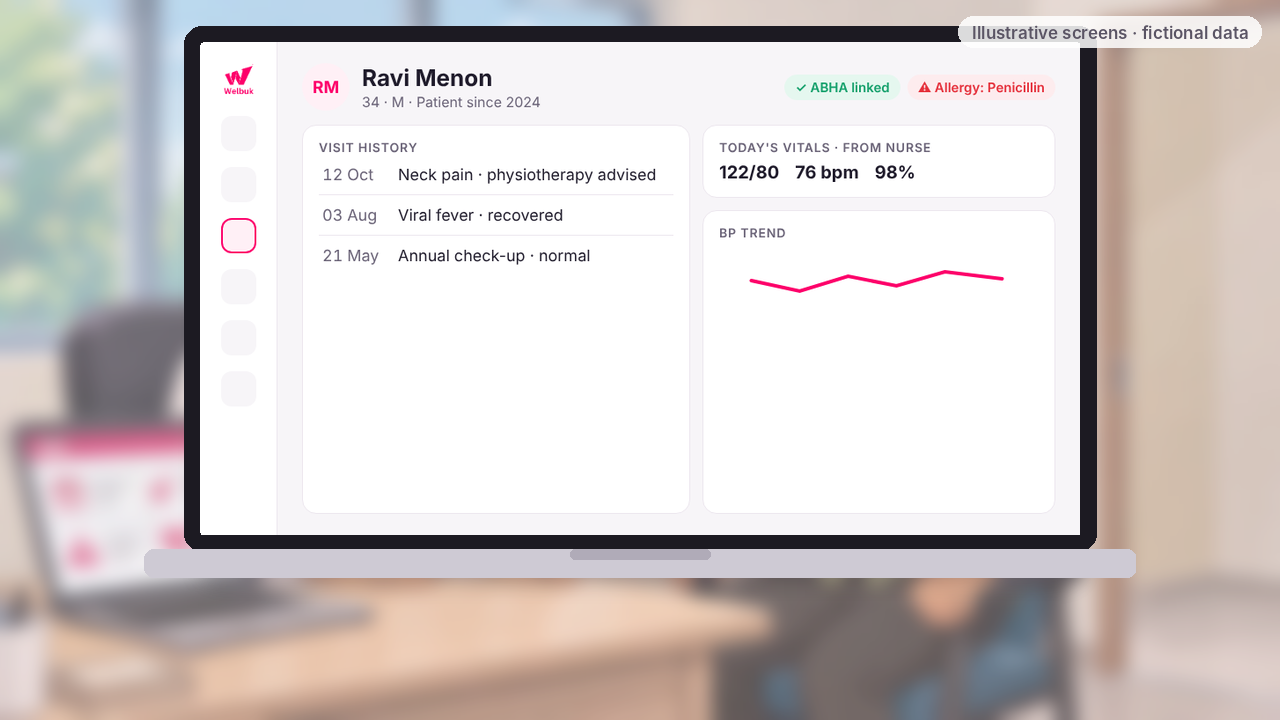 Illustrative screens · fictional data
Welbuk
RM
Ravi Menon
34 · M · Patient since 2024
✓ ABHA linked
⚠ Allergy: Penicillin
VISIT HISTORY
12 Oct Neck pain · physiotherapy advised
03 Aug Viral fever · recovered
21 May Annual check-up · normal
TODAY'S VITALS · FROM NURSE
122/80 76 bpm 98%
BP TREND